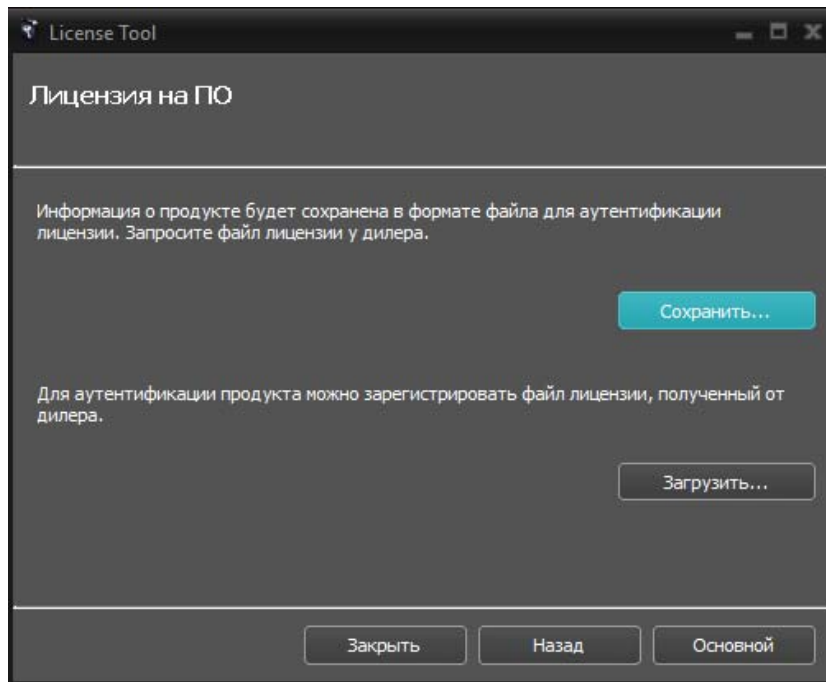 License Tool
Лицензия на ПО
Информация о продукте будет сохранена в формате файла для аутентификации
лицензии. Запросите файл лицензии у дилера.
Сохранить...
Для аутентификации продукта можно зарегистрировать файл лицензии, полученный от
дилера.
Загрузить...
Закрыть
Назад
Основной